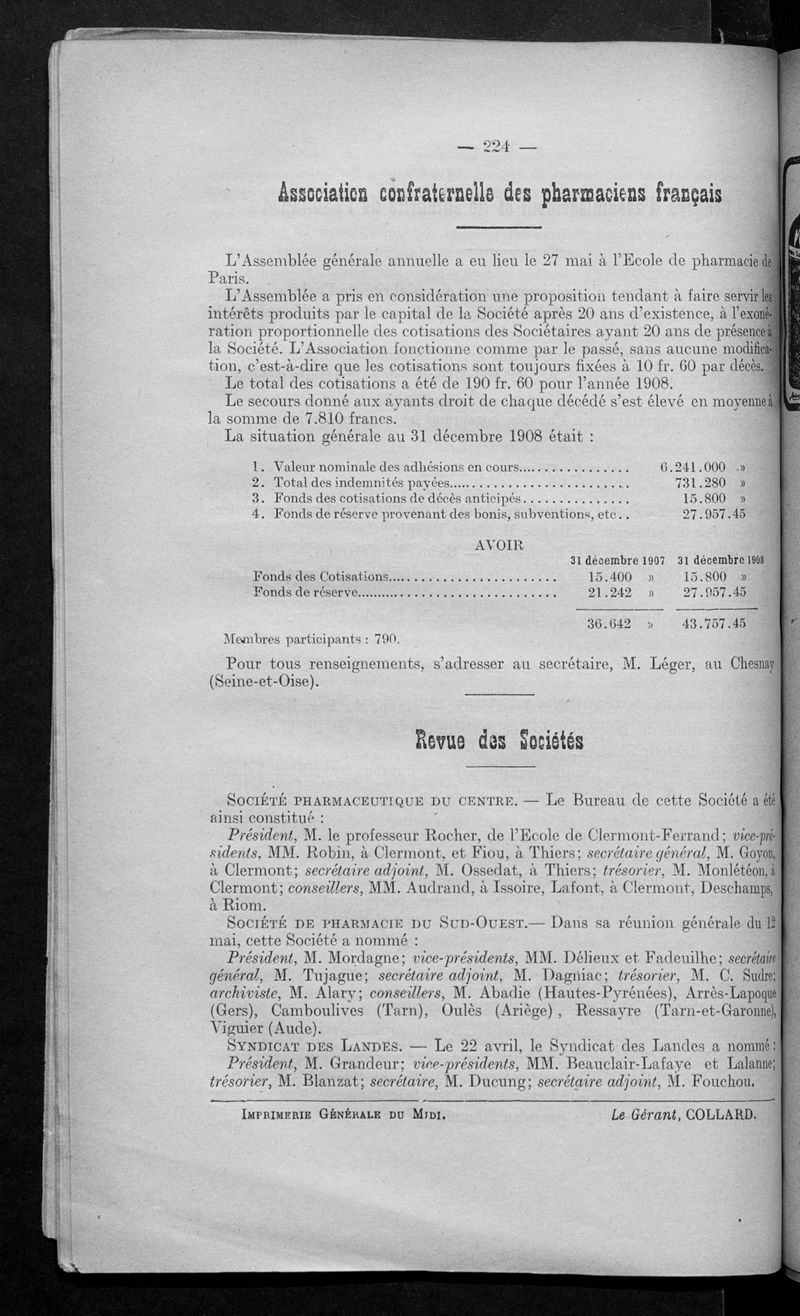 — 224 —
Association confraternelle des pharmaciens français
L'Assemblée générale annuelle a eu lieu le 27 mai à l'Ecole de pharmacie de
Paris.
L'Assemblée a pris en considération une proposition tendant à faire servir les
intérêts produits par le capital de la Société après 20 ans d'existence, à l'exoné-
ration proportionnelle des cotisations des Sociétaires ayant 20 ans de présence à
la Société. L'Association fonctionne comme par le passé, sans aucune modifica-
tion, c'est-à-dire que les cotisations sont toujours fixées à 10 fr. 60 par décès.
Le total des cotisations a été de 190 fr. 60 pour l'année 1908.
Le secours donné aux ayants droit de chaque décédé s'est élevé en moyenne à
la somme de 7.810 francs.
La situation générale au 31 décembre 1908 était :
1. Valeur nominale des adhésions en cours................. 6.241.000 »
2. Total des indemnités payées.......................... 731.280 »
3. Fonds des cotisations de décès anticipés............... 15.800 »
4. Fonds de réserve provenant des bonis, subventions, etc.. 27.957.45
AVOIR
31 décembre 1907 31 décembre 1908
Fonds des Cotisations......................... 15.400 » 15.800 »
Fonds de réserve.............................. 21.242 » 27.957.45
36.642 » 43.757.45
Membres participants : 790.
Pour tous renseignements, s'adresser au secrétaire, M. Léger, au Chesnay
(Seine-et-Oise).
Revue des Sociétés
SOCIÉTÉ PHARMACEUTIQUE DU CENTRE. — Le Bureau de cette Société a été
ainsi constitué :
Président, M. le professeur Rocher, de l'Ecole de Clermont-Ferrand; vice-pré-
sidents, MM. Robin, à Clermont, et Fiou, à Thiers; secrétaire général, M. Goyon,
à Clermont; secrétaire adjoint, M. Ossedat, à Thiers; trésorier, M. Monlétéon, à
Clermont; conseillers, MM. Audrand, à Issoire, Lafont, à Clermont, Deschamps,
à Riom.
SOCIÉTÉ DE PHARMACIE DU SUD-OUEST.— Dans sa réunion générale du 12
mai, cette Société a nommé :
Président, M. Mordagne; vice-présidents, MM. Délieux et Fadeuilhe; secrétaire
général, M. Tujague; secrétaire adjoint, M. Dagniac; trésorier, M. C. Sudre;
archiviste, M. Alary; conseillers, M. Abadie (Hautes-Pyrénées), Arrès-Lapoque
(Gers), Camboulives (Tarn), Oulès (Ariège), Ressayre (Tarn-et-Garonne),
Viguier (Aude).
SYNDICAT DES LANDES. — Le 22 avril, le Syndicat des Landes a nommé :
Président, M. Grandeur; vice-présidents, MM. Beauclair-Lafaye et Lalanne;
trésorier, M. Blanzat; secrétaire, M. Ducung; secrétaire adjoint, M. Fouchou.
IMPRIMERIE GÉNÉRALE DU MIDI.
Le Gérant, COLLARD.